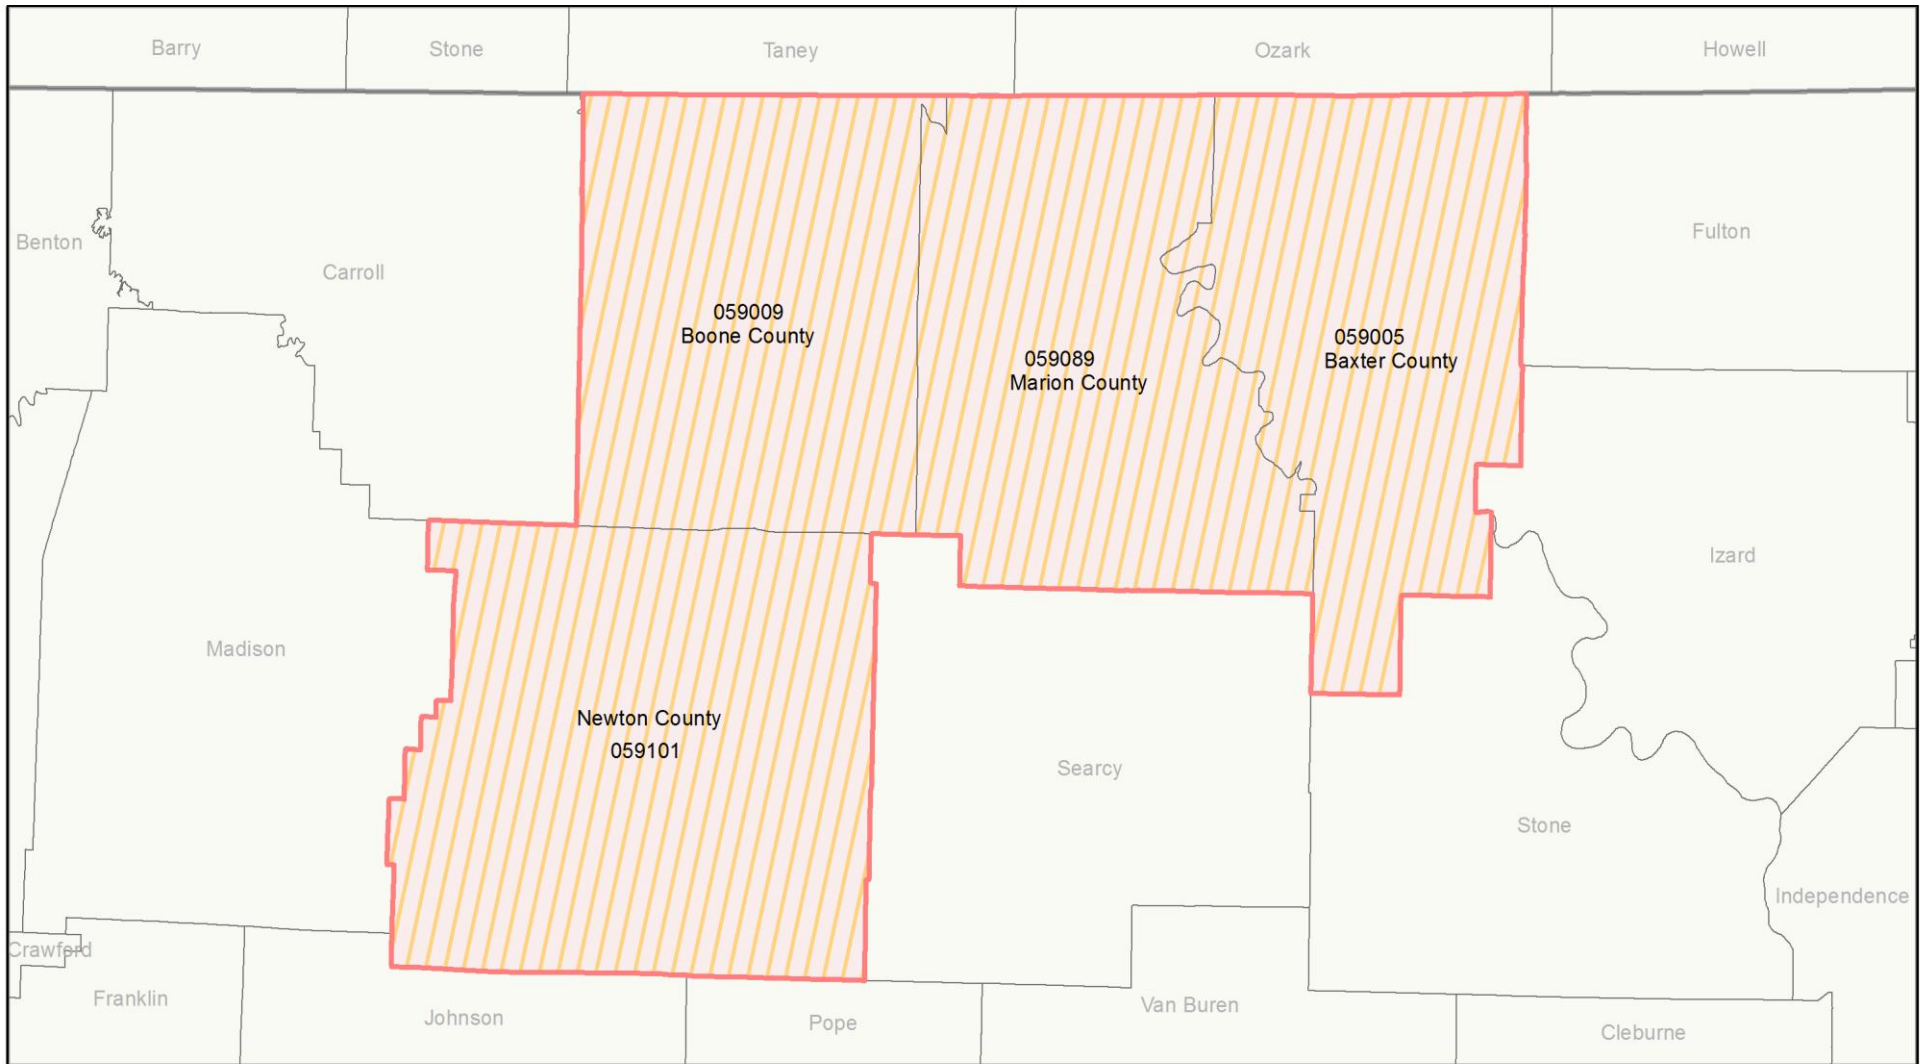 Barry
Stone
Taney
Ozark
Howell
Benton
Carroll
Fulton
059009
Boone County
059089
Marion County
059005
Baxter County
Izard
Madison
Newton County
059101
Searcy
Stone
Independence
Crawford
Franklin
Johnson
Pope
Van Buren
Cleburne